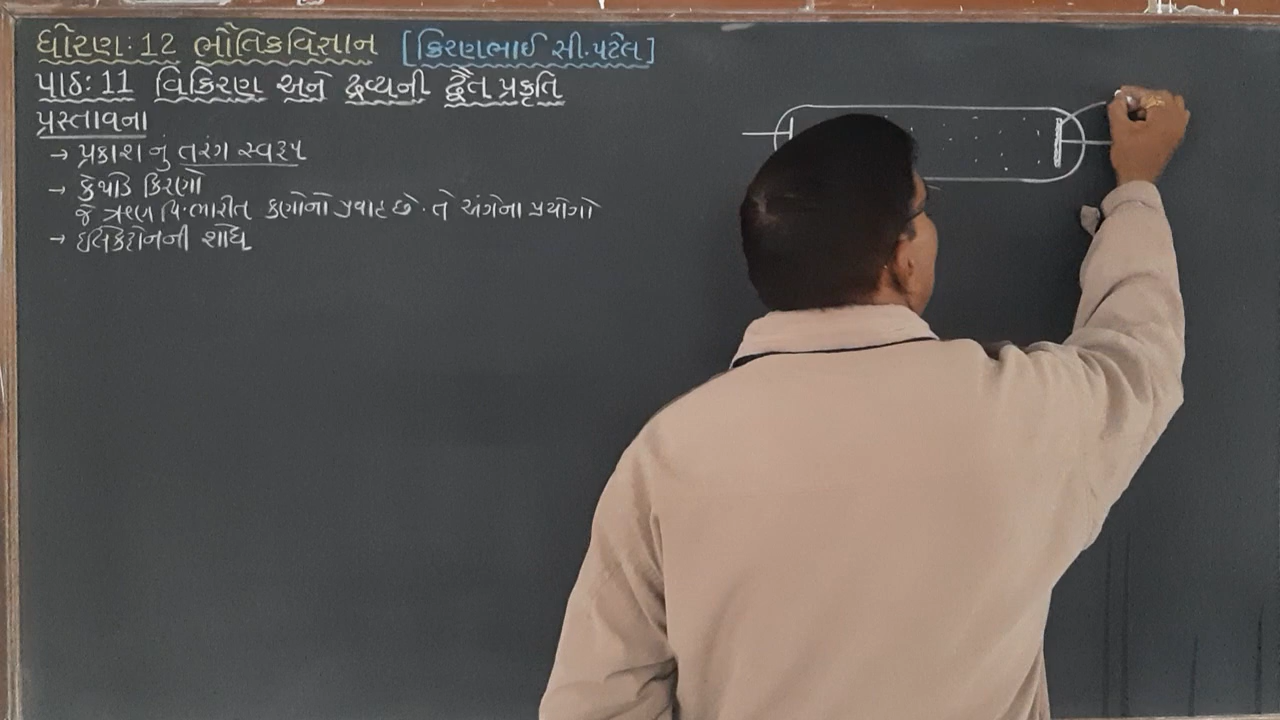 ધોરણ: 12 ભૌતિકવિજ્ઞાન [કિરણભાઈ સી. પટેલ]
પાઠ: 11 વિકિરણ અને દ્રવ્યની દ્વૈત પ્રકૃતિ
પ્રસ્તાવના
→ પ્રકાશનું તરંગ સ્વરૂપ
→ કેથોડ કિરણો
જે ઋણ વિ.ભારીત કણોનો પ્રવાહ છે. તે અંગેના પ્રયોગો
→ ઇલેક્ટ્રોનની શોધ